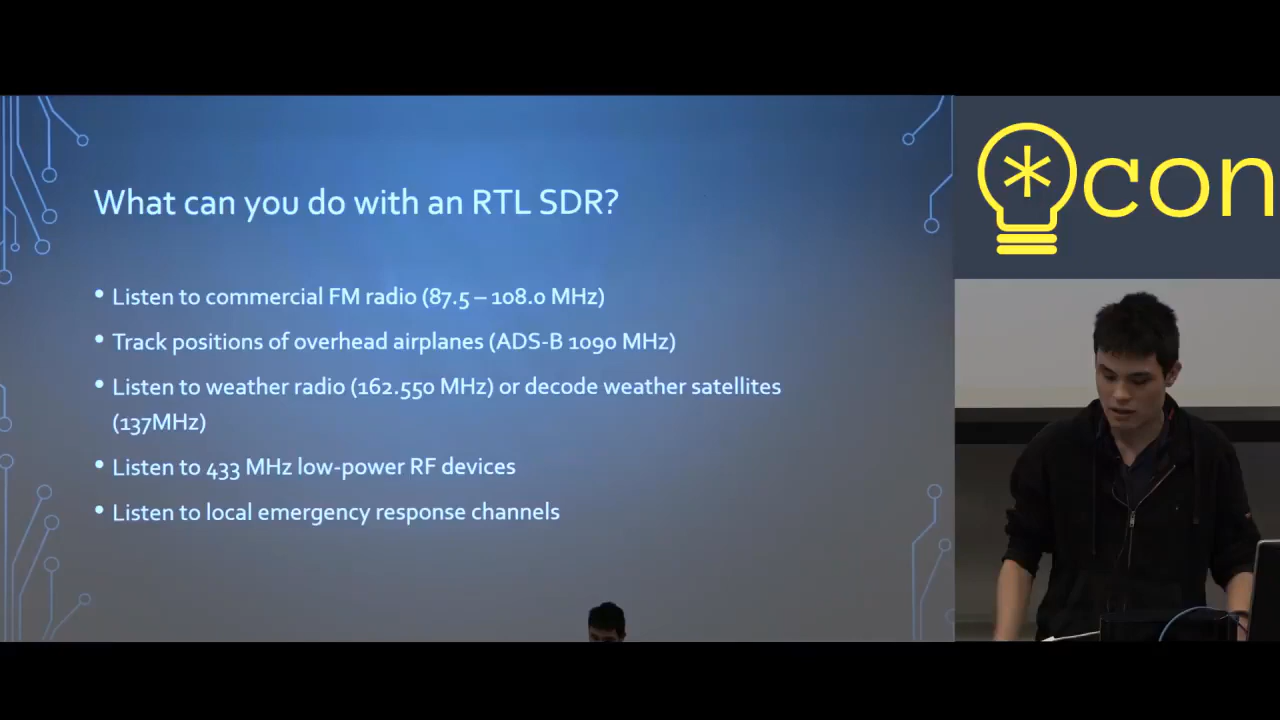 What can you do with an RTL SDR?
• Listen to commercial FM radio (87.5 – 108.0 MHz)
• Track positions of overhead airplanes (ADS-B 1090 MHz)
• Listen to weather radio (162.550 MHz) or decode weather satellites
(137MHz)
• Listen to 433 MHz low-power RF devices
• Listen to local emergency response channels
*con